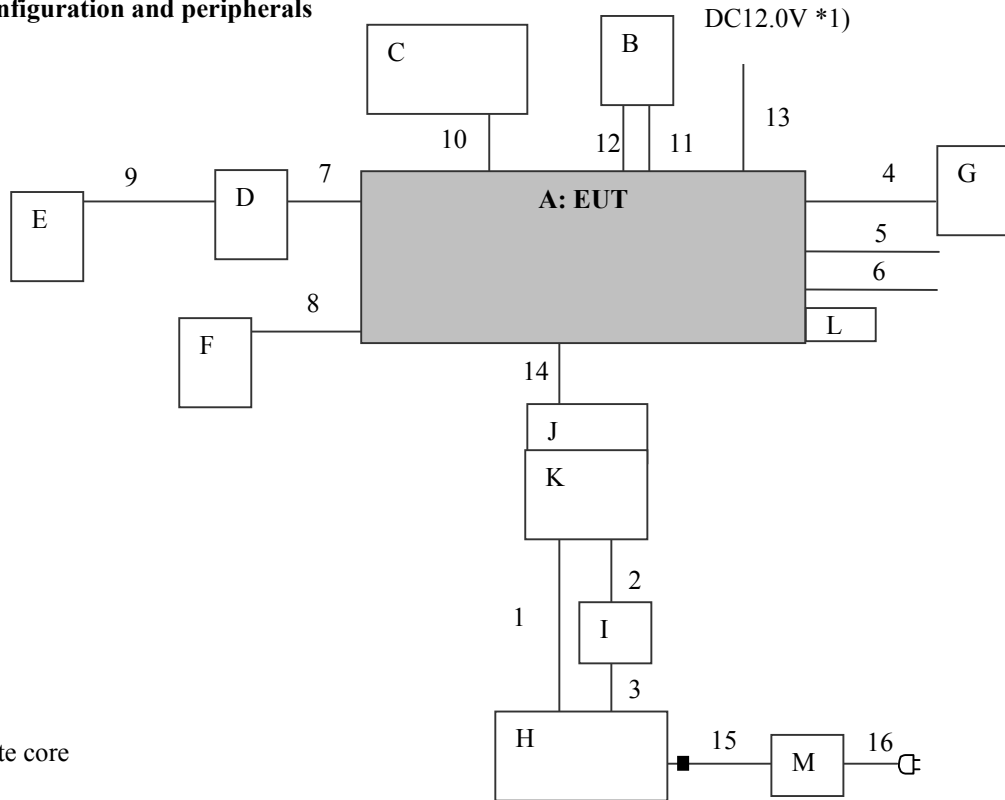 nfiguration and peripherals
DC12.0V *1)
C
B
10
12
11
13
9
7
4
G
E
D
A: EUT
5
6
8
L
F
14
J
K
2
1
I
3
H
15
16
te core
M